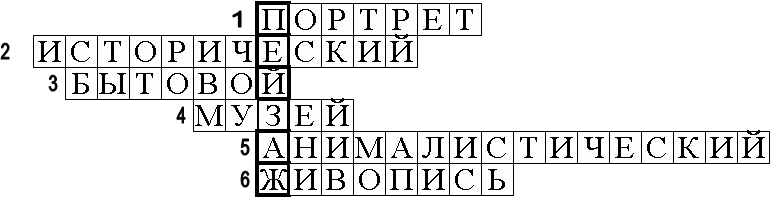 1 ПОРТРЕТ
2 ИСТОРИЧЕСКИЙ
3 БЫТОВОЙ
4 МУЗЕЙ
5 АНИМАЛИСТИЧЕСКИЙ
6 ЖИВОПИСЬ